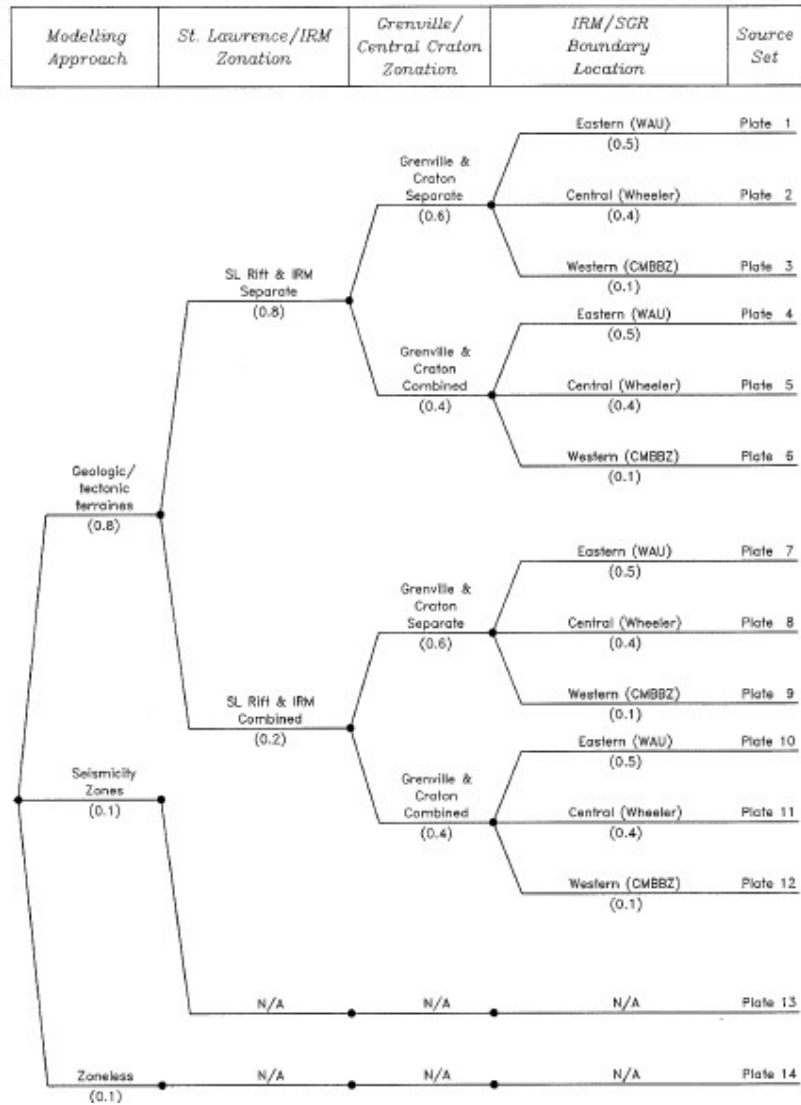 Modelling
Approach
St. Lawrence/IRM
Zonation
Grenville/
Central Craton
Zonation
IRM/SGR
Boundary
Location
Source
Set
Eastern (WAU)
(0.5)
Plate 1
Grenville &
Craton
Separate
(0.6)
Central (Wheeler)
(0.4)
Plate 2
Western (CMBBZ)
(0.1)
Plate 3
SL Rift & IRM
Separate
(0.8)
Eastern (WAU)
(0.5)
Plate 4
Grenville &
Craton
Combined
(0.4)
Central (Wheeler)
(0.4)
Plate 5
Western (CMBBZ)
(0.1)
Plate 6
Geologic/
tectonic
terraines
(0.8)
Eastern (WAU)
(0.5)
Plate 7
Grenville &
Craton
Separate
(0.6)
Central (Wheeler)
(0.4)
Plate 8
Western (CMBBZ)
(0.1)
Plate 9
SL Rift & IRM
Combined
(0.2)
Eastern (WAU)
(0.5)
Plate 10
Grenville &
Craton
Combined
(0.4)
Central (Wheeler)
(0.4)
Plate 11
Western (CMBBZ)
(0.1)
Plate 12
Seismicity
Zones
(0.1)
N/A
N/A
N/A
Plate 13
Zoneless
(0.1)
N/A
N/A
N/A
Plate 14